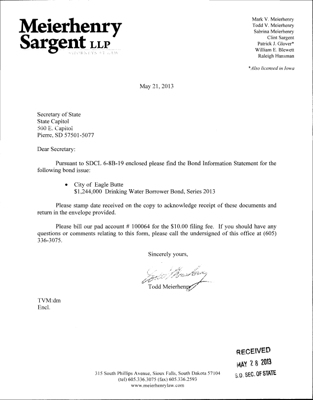 Meierhenry
Sargent LLP
Mark V. Meierhenry
Todd V. Meierhenry
Sabrina Meierhenry
Clint Sargent
Patrick J. Glover*
William E. Blewett
Raleigh Hansman
*Also licensed in Iowa
May 21, 2013
Secretary of State
State Capitol
500 E. Capitol
Pierre, SD 57501-5077
Dear Secretary:
Pursuant to SDCL 6-8B-19 enclosed please find the Bond Information Statement for the
following bond issue:
• City of Eagle Butte
$1,244,000 Drinking Water Borrower Bond, Series 2013
Please stamp date received on the copy to acknowledge receipt of these documents and
return in the envelope provided.
Please bill our pad account # 100064 for the $10.00 filing fee. If you should have any
questions or comments relating to this form, please call the undersigned of this office at (605)
336-3075.
Sincerely yours,
Todd Meierhenry
TVM:dm
Encl.
RECEIVED
MAY 28 2013
S.D. SEC. OF STATE
315 South Phillips Avenue, Sioux Falls, South Dakota 57104
(tel) 605.336.3075 (fax) 605.336.2593
www.meierhenrylaw.com